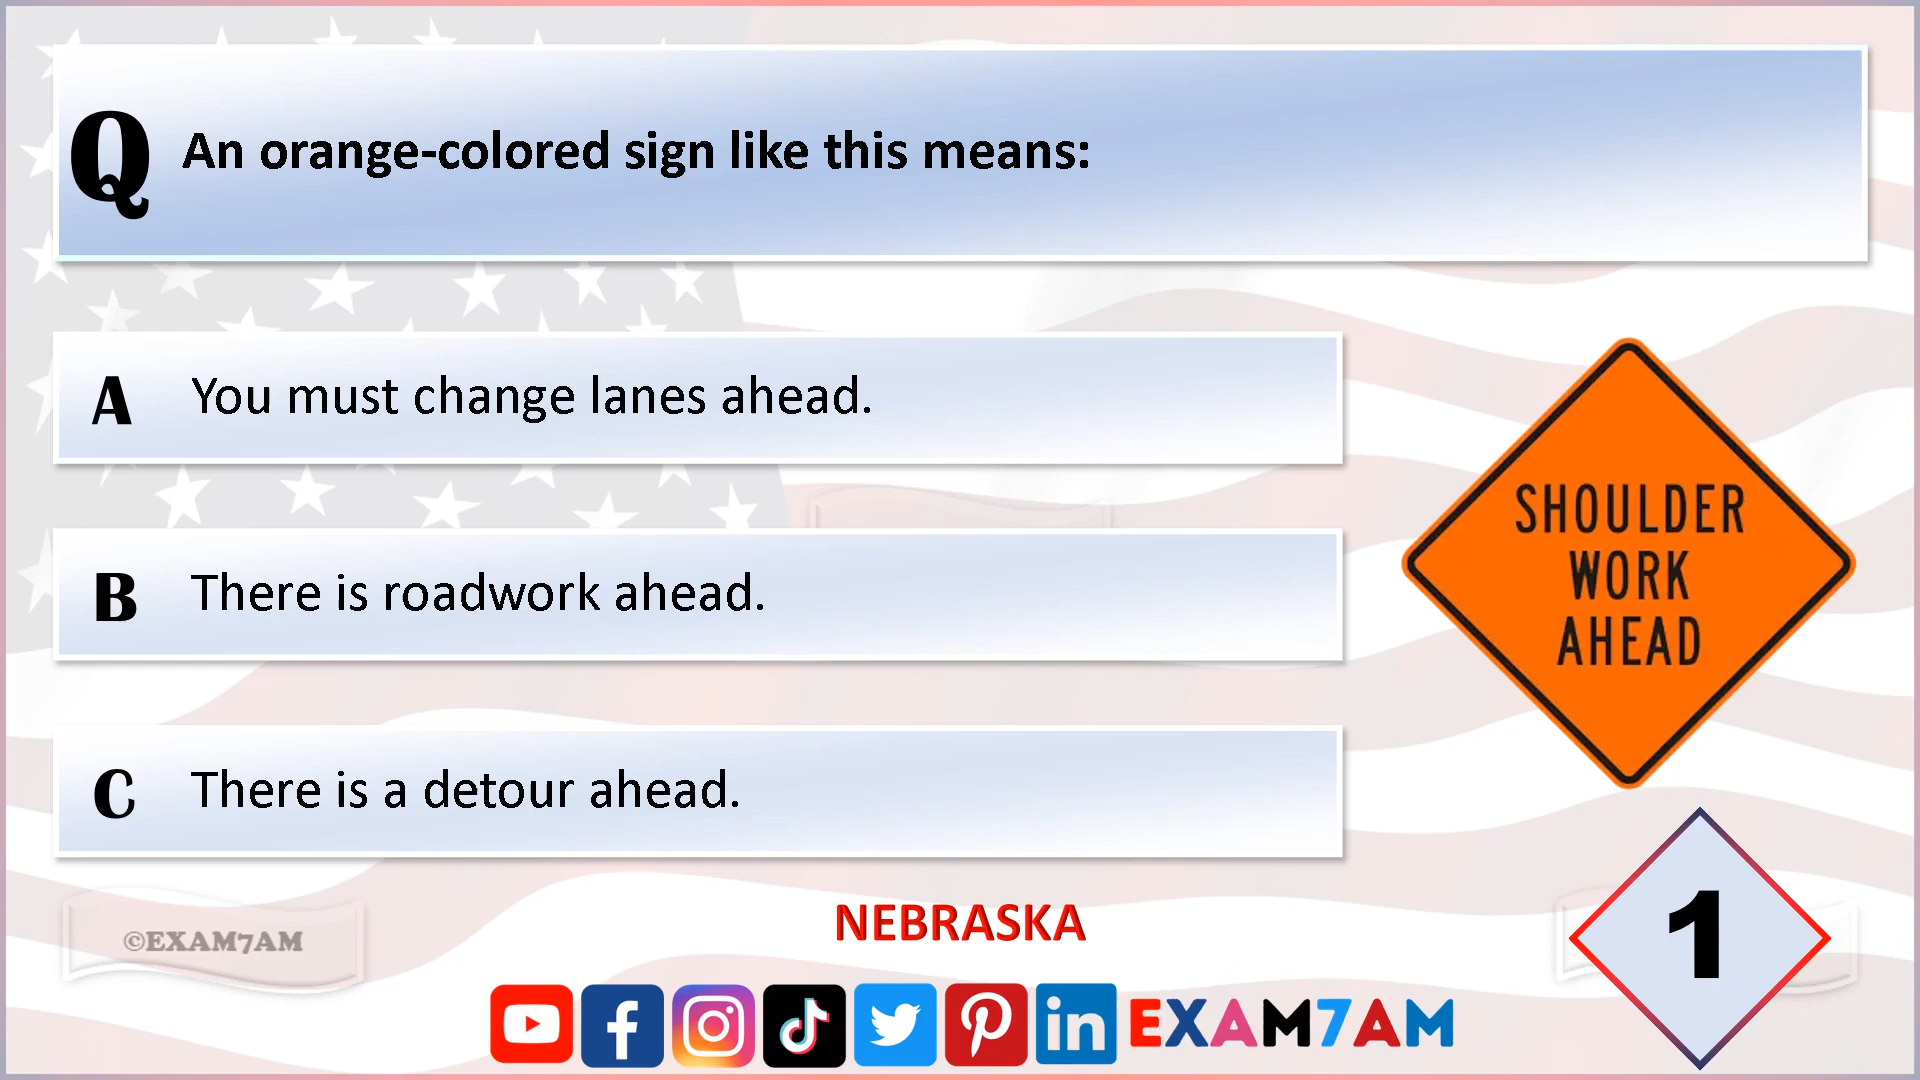 Q An orange-colored sign like this means:
A You must change lanes ahead.
B There is roadwork ahead.
C There is a detour ahead.
SHOULDER
WORK
AHEAD
1
NEBRASKA
©EXAM7AM
EXAM7AM